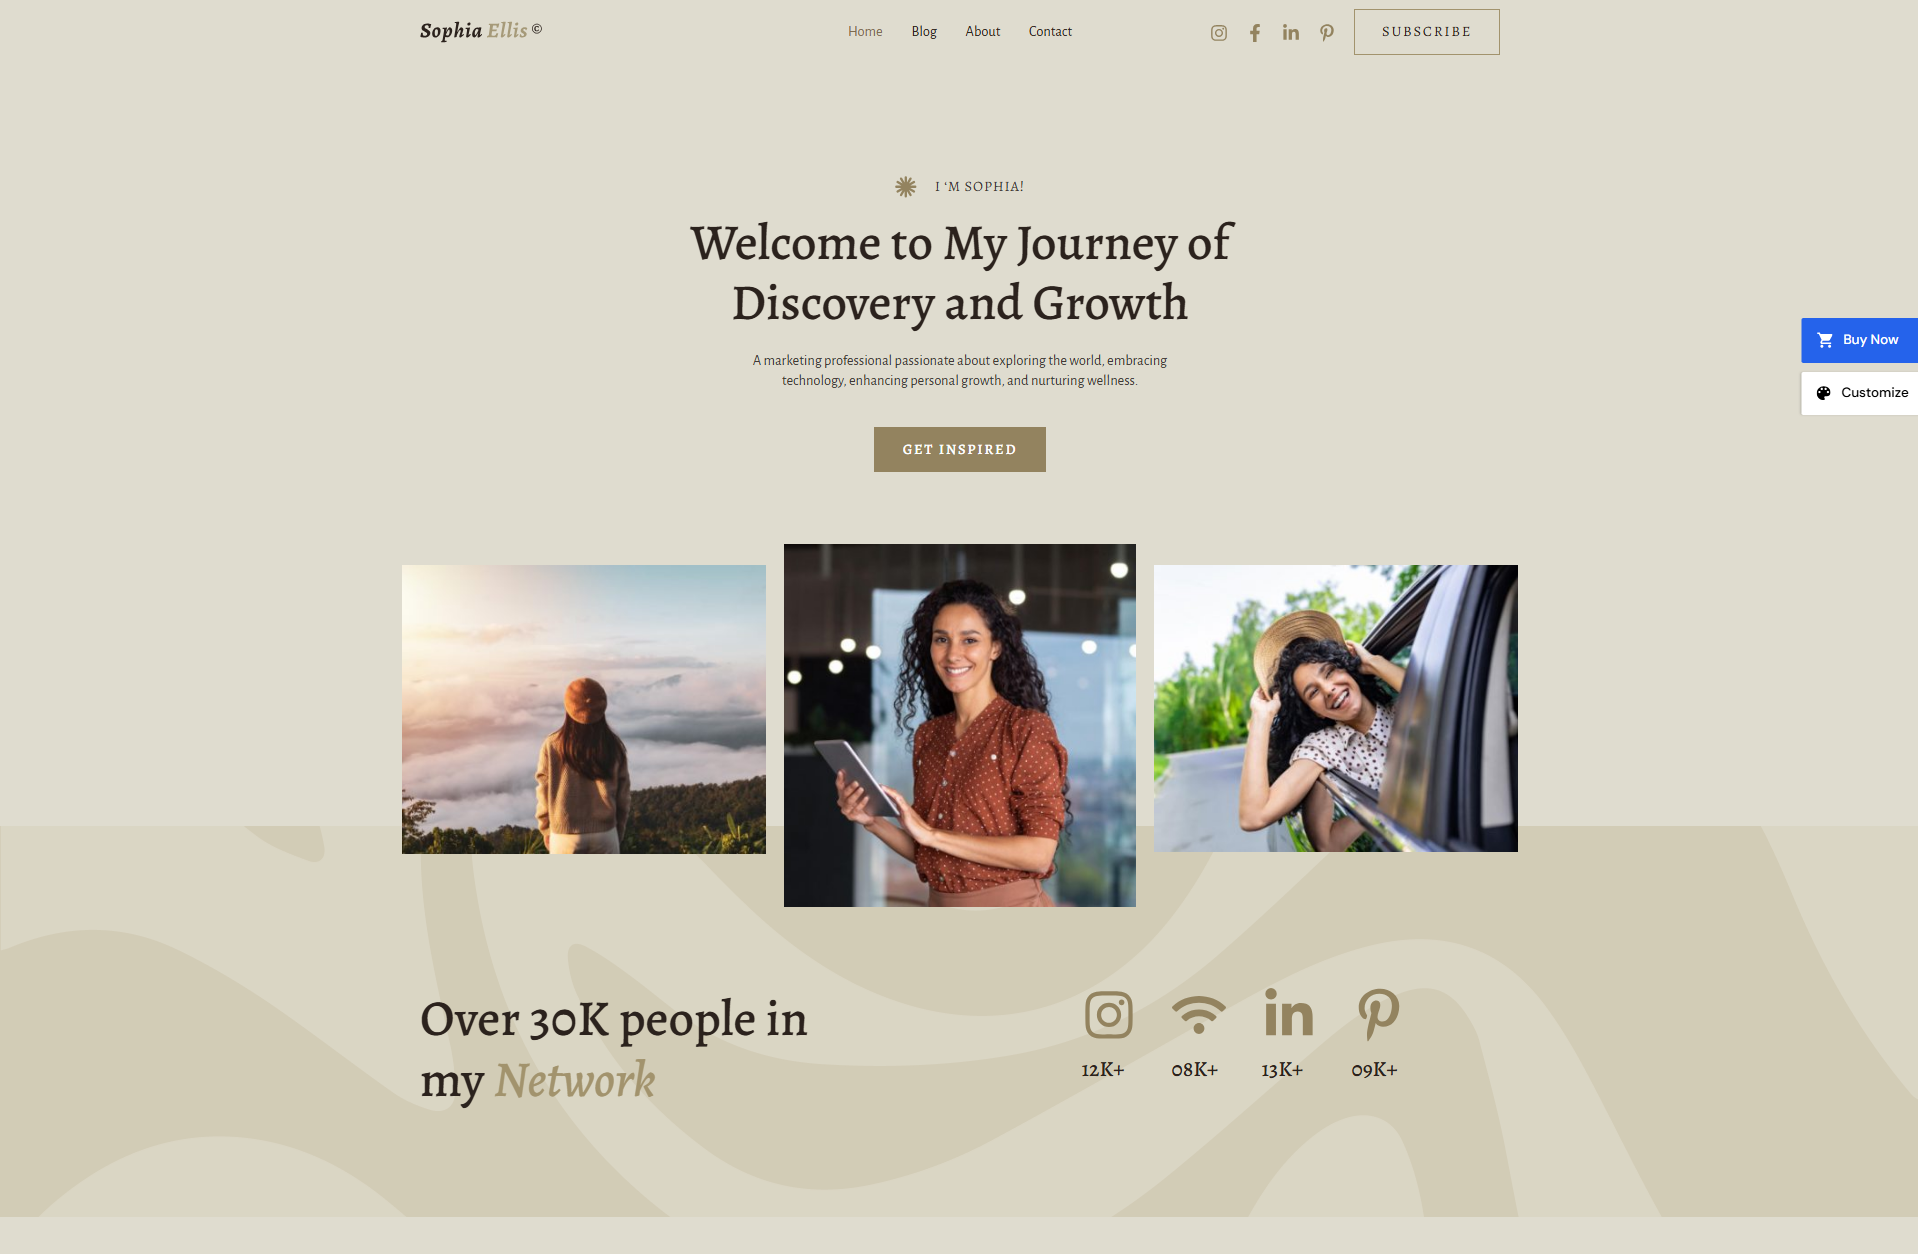 Sophia Ellis ©
Home Blog About Contact
SUBSCRIBE
I ‘M SOPHIA!
Welcome to My Journey of
Discovery and Growth
A marketing professional passionate about exploring the world, embracing
technology, enhancing personal growth, and nurturing wellness.
GET INSPIRED
Buy Now
Customize
Over 30K people in
my Network
12K+ 08K+ 13K+ 09K+